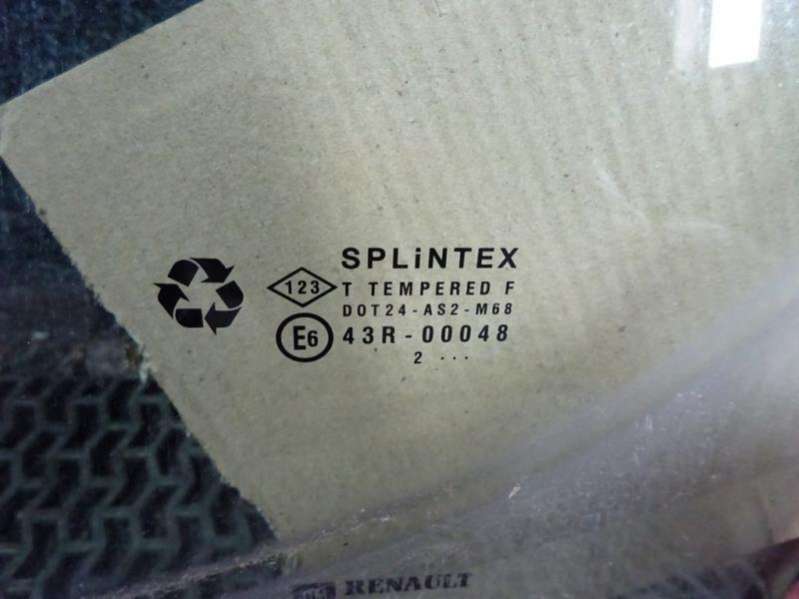 SPLiNTEX
123 T TEMPERED F
DOT24-AS2-M68
E6 43R-00048
2 ...
RENAULT